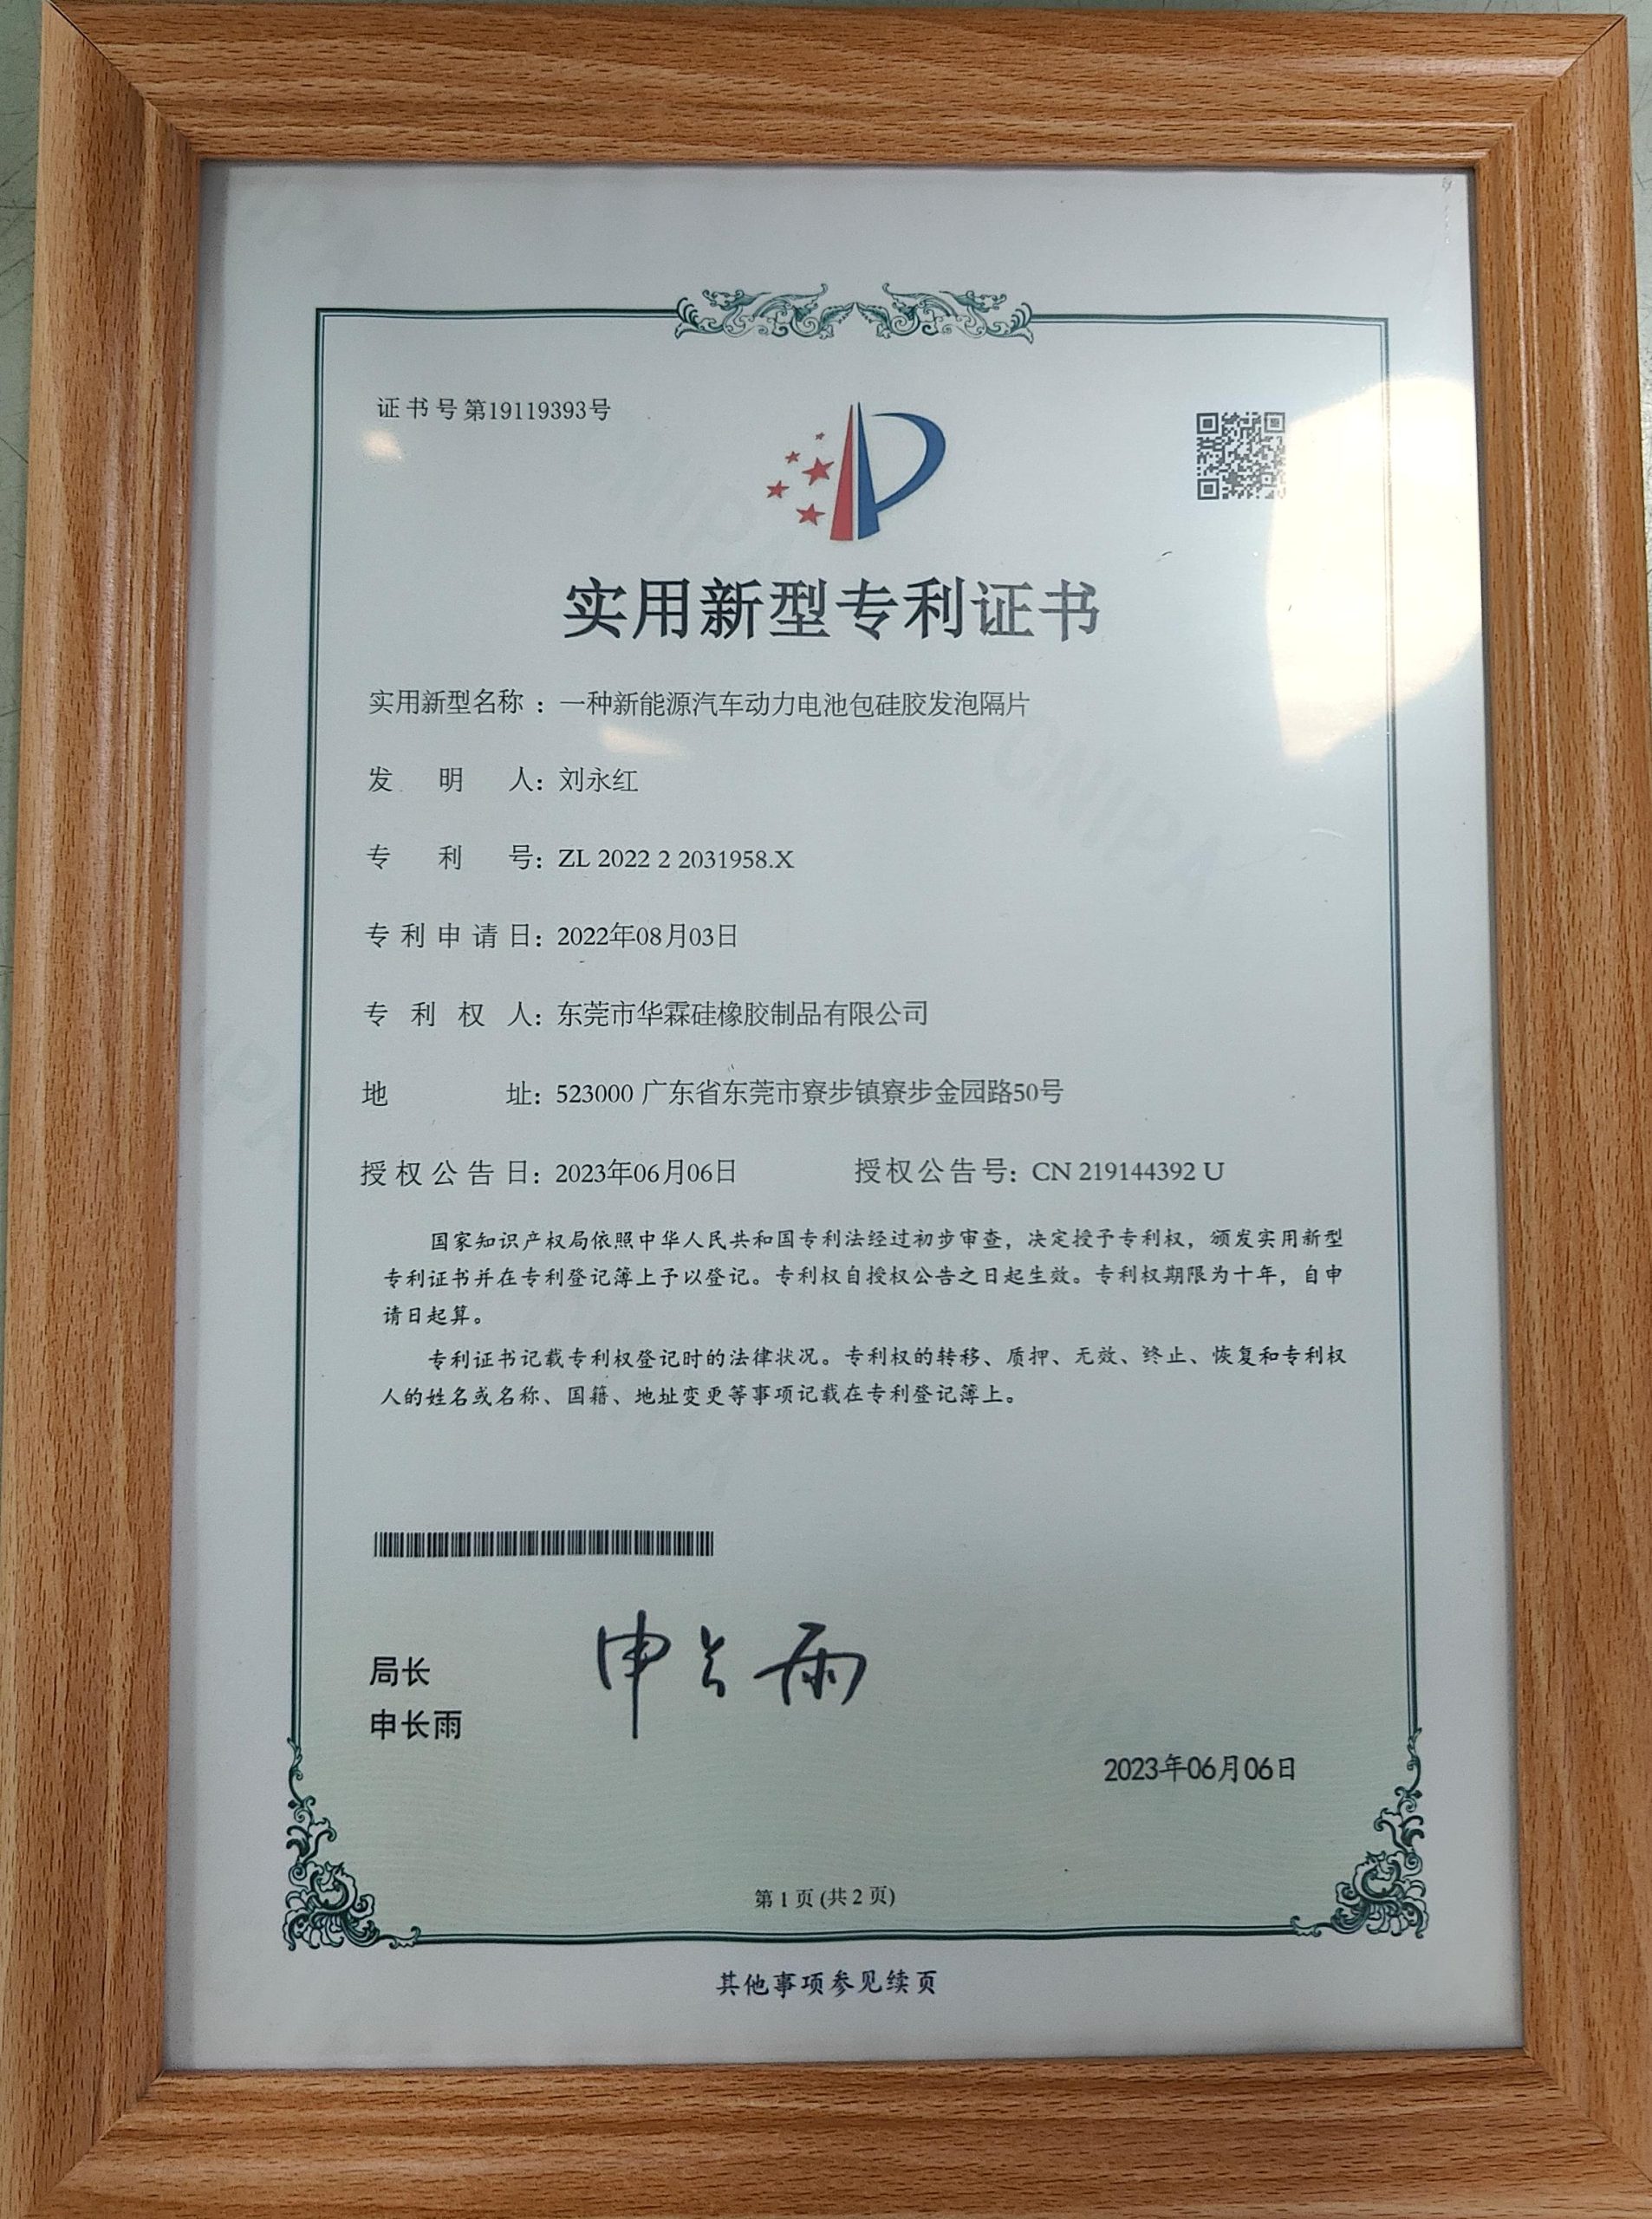 证书号第19119393号
实用新型专利证书
实用新型名称：一种新能源汽车动力电池包硅胶发泡隔片
发明人：刘永红
专利号：ZL 2022 2 2031958.X
专利申请日：2022年08月03日
专利权人：东莞市华霖硅橡胶制品有限公司
地址：523000 广东省东莞市寮步镇寮步金园路50号
授权公告日：2023年06月06日 授权公告号：CN 219144392 U
国家知识产权局依照中华人民共和国专利法经过初步审查，决定授予专利权，颁发实用新型
专利证书并在专利登记簿上予以登记。专利权自授权公告之日起生效。专利权期限为十年，自申
请日起算。
专利证书记载专利权登记时的法律状况。专利权的转移、质押、无效、终止、恢复和专利权
人的姓名或名称、国籍、地址变更等事项记载在专利登记簿上。
局长
申长雨
申长雨
2023年06月06日
第 1 页 (共 2 页)
其他事项参见续页